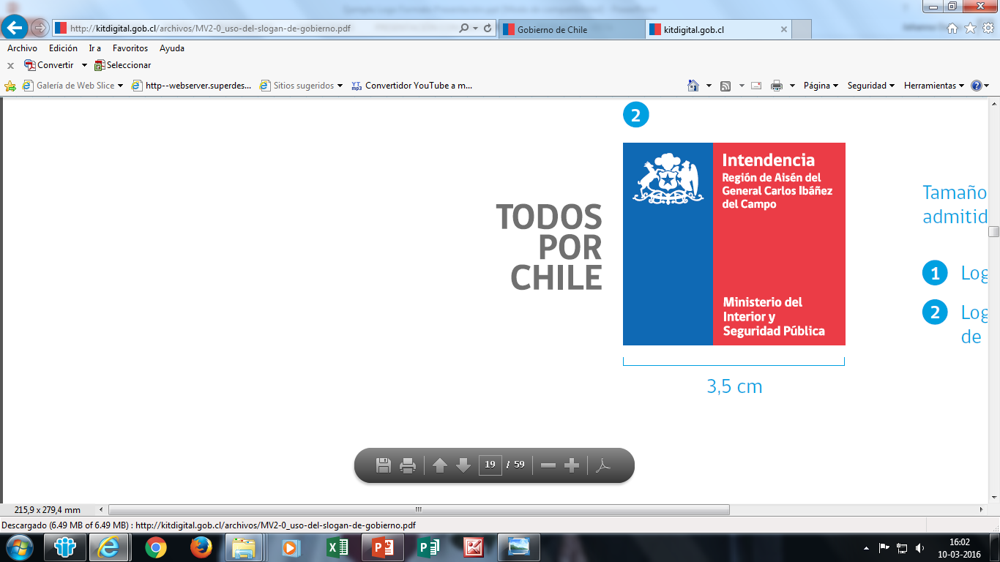 http://kitdigital.gob.cl/archivos/MV2-0_uso-del-slogan-de-gobierno.pdf
Gobierno de Chile
kitdigital.gob.cl
Archivo Edición Ir a Favoritos Ayuda
Convertir Seleccionar
Galería de Web Slice
http--webserver.superdes...
Sitios sugeridos
YT mp3
Convertidor YouTube a m...
Página Seguridad Herramientas
2
Intendencia
Región de Aisén del
General Carlos Ibáñez
del Campo
Ministerio del
Interior y
Seguridad Pública
TODOS
POR
CHILE
3,5 cm
Tamaño
admitid
1 Log
2 Log
de
19 / 59
215,9 x 279,4 mm
Descargado (6.49 MB of 6.49 MB) : http://kitdigital.gob.cl/archivos/MV2-0_uso-del-slogan-de-gobierno.pdf
16:02
10-03-2016